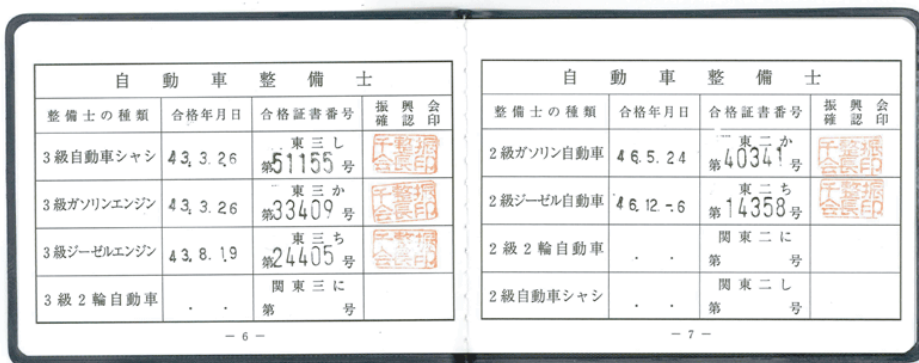 自動車整備士
整備士の種類 合格年月日 合格証書番号 振興会確認印
3級自動車シャシ 43.3.26 東三し 第51155号
3級ガソリンエンジン 43.3.26 東三か 第33409号
3級ジーゼルエンジン 43.8.19 東三ち 第24405号
3級2輪自動車 . . 関東三に 第 号
— 6 —
自動車整備士
整備士の種類 合格年月日 合格証書番号 振興会確認印
2級ガソリン自動車 46.5.24 東二か 第40341号
2級ジーゼル自動車 46.12.-6 東二ち 第14358号
2級2輪自動車 . . 関東二に 第 号
2級自動車シャシ . . 関東二し 第 号
— 7 —